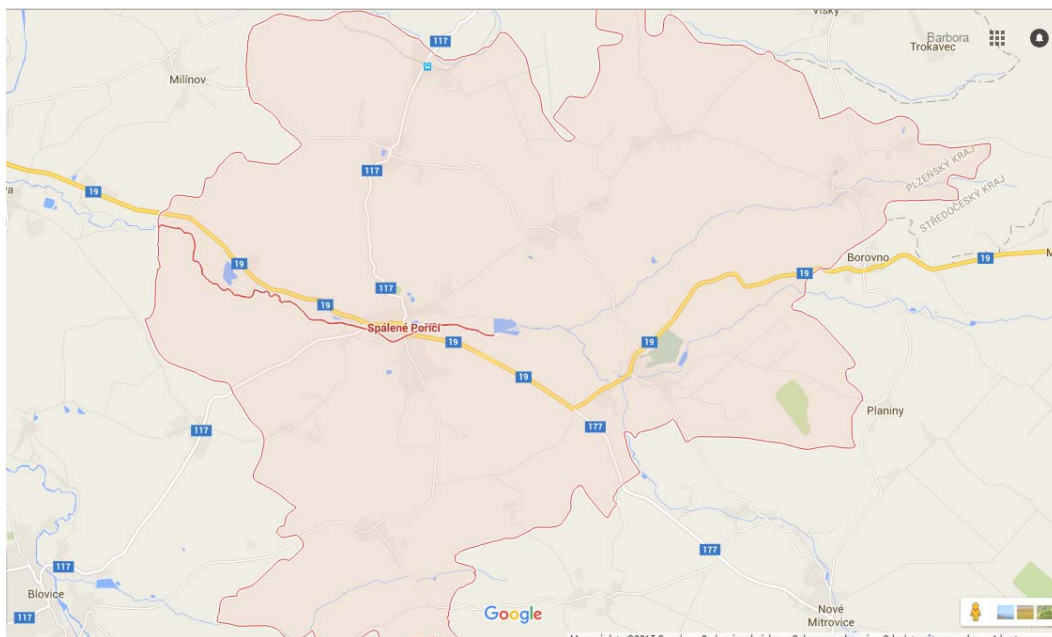 Barbora
Trokavec
117
Milínov
117
PLZEŇSKÝ KRAJ
19
STŘEDOČESKÝ KRAJ
Borovno
19
19
19
117
19
Spálené Poříčí
19
19
19
Planiny
177
117
177
117
Blovice
117
Google
Nové
Mitrovice